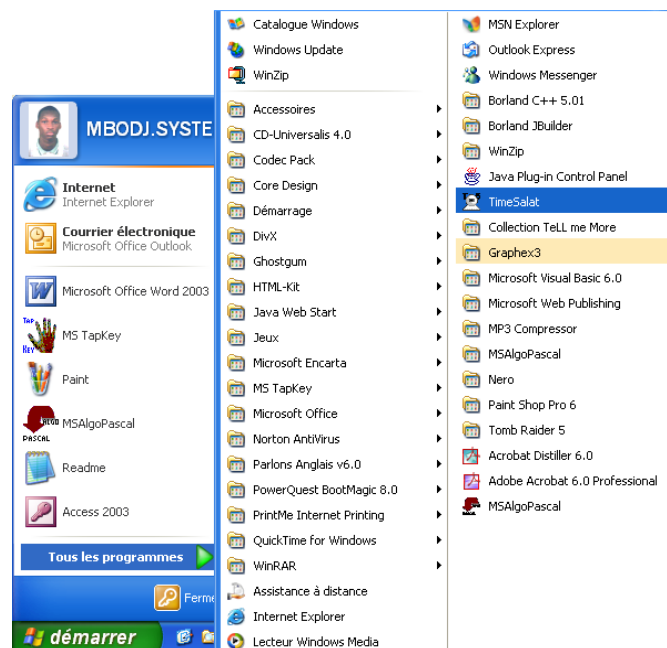 MBODJ.SYSTE
Internet
Internet Explorer
Courrier électronique
Microsoft Office Outlook
Microsoft Office Word 2003
TAP
KEY
MS TapKey
Paint
ALGO
PASCAL
MSAlgoPascal
Readme
Access 2003
Tous les programmes
Ferme
démarrer
Catalogue Windows
Windows Update
WinZip
Accessoires
CD-Universalis 4.0
Codec Pack
Core Design
Démarrage
DivX
Ghostgum
HTML-Kit
Java Web Start
Jeux
Microsoft Encarta
MS TapKey
Microsoft Office
Norton AntiVirus
Parlons Anglais v6.0
PowerQuest BootMagic 8.0
PrintMe Internet Printing
QuickTime for Windows
WinRAR
Assistance à distance
Internet Explorer
Lecteur Windows Media
MSN Explorer
Outlook Express
Windows Messenger
Borland C++ 5.01
Borland JBuilder
WinZip
Java Plug-in Control Panel
TimeSalat
Collection TeLL me More
Graphex3
Microsoft Visual Basic 6.0
Microsoft Web Publishing
MP3 Compressor
MSAlgoPascal
Nero
Paint Shop Pro 6
Tomb Raider 5
Acrobat Distiller 6.0
Adobe Acrobat 6.0 Professional
MSAlgoPascal